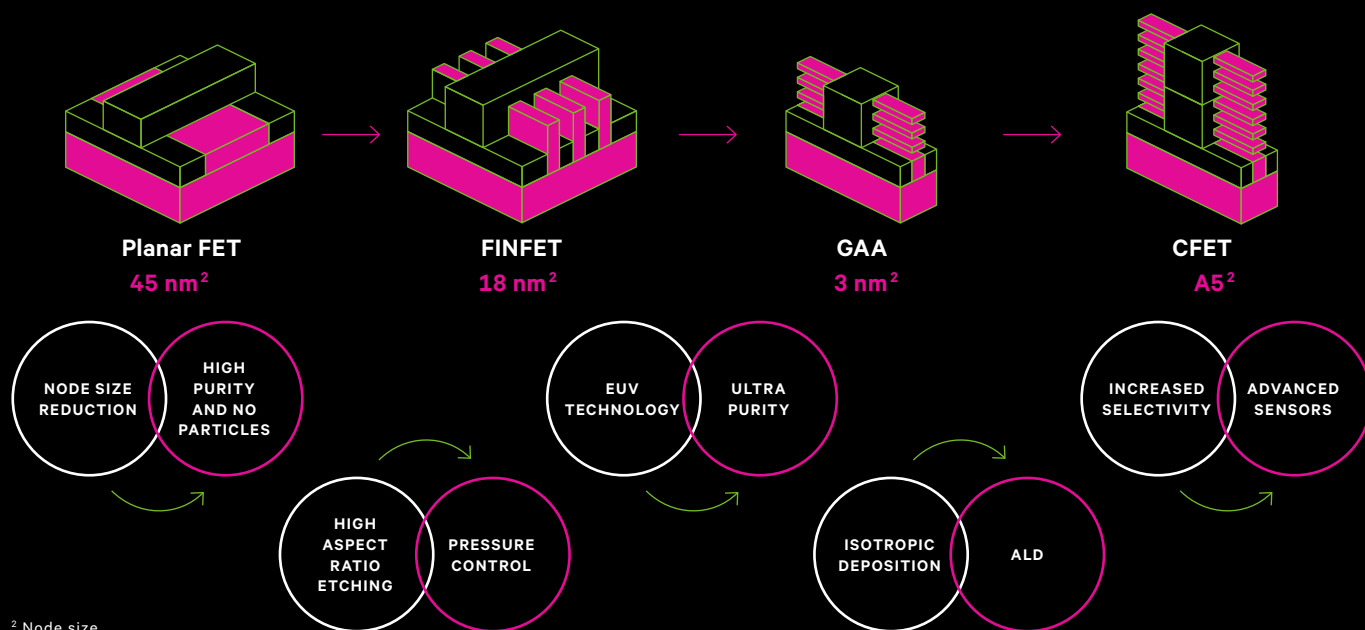 Planar FET
45 nm²
FINFET
18 nm²
GAA
3 nm²
CFET
A5²
NODE SIZE
REDUCTION
HIGH
PURITY
AND NO
PARTICLES
HIGH
ASPECT
RATIO
ETCHING
PRESSURE
CONTROL
EUV
TECHNOLOGY
ULTRA
PURITY
ISOTROPIC
DEPOSITION
ALD
INCREASED
SELECTIVITY
ADVANCED
SENSORS
² Node size